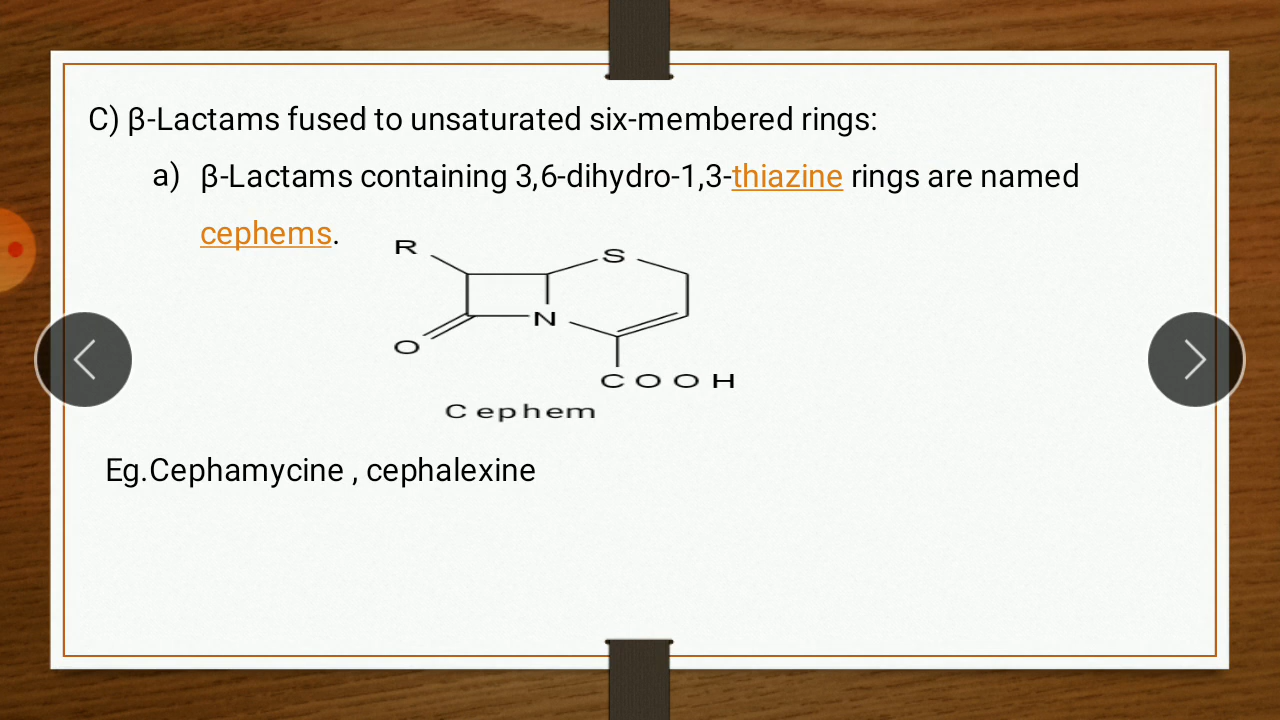 C) β-Lactams fused to unsaturated six-membered rings:
a) β-Lactams containing 3,6-dihydro-1,3-thiazine rings are named
cephems.
R
S
N
O
COOH
Cephem
Eg.Cephamycine , cephalexine